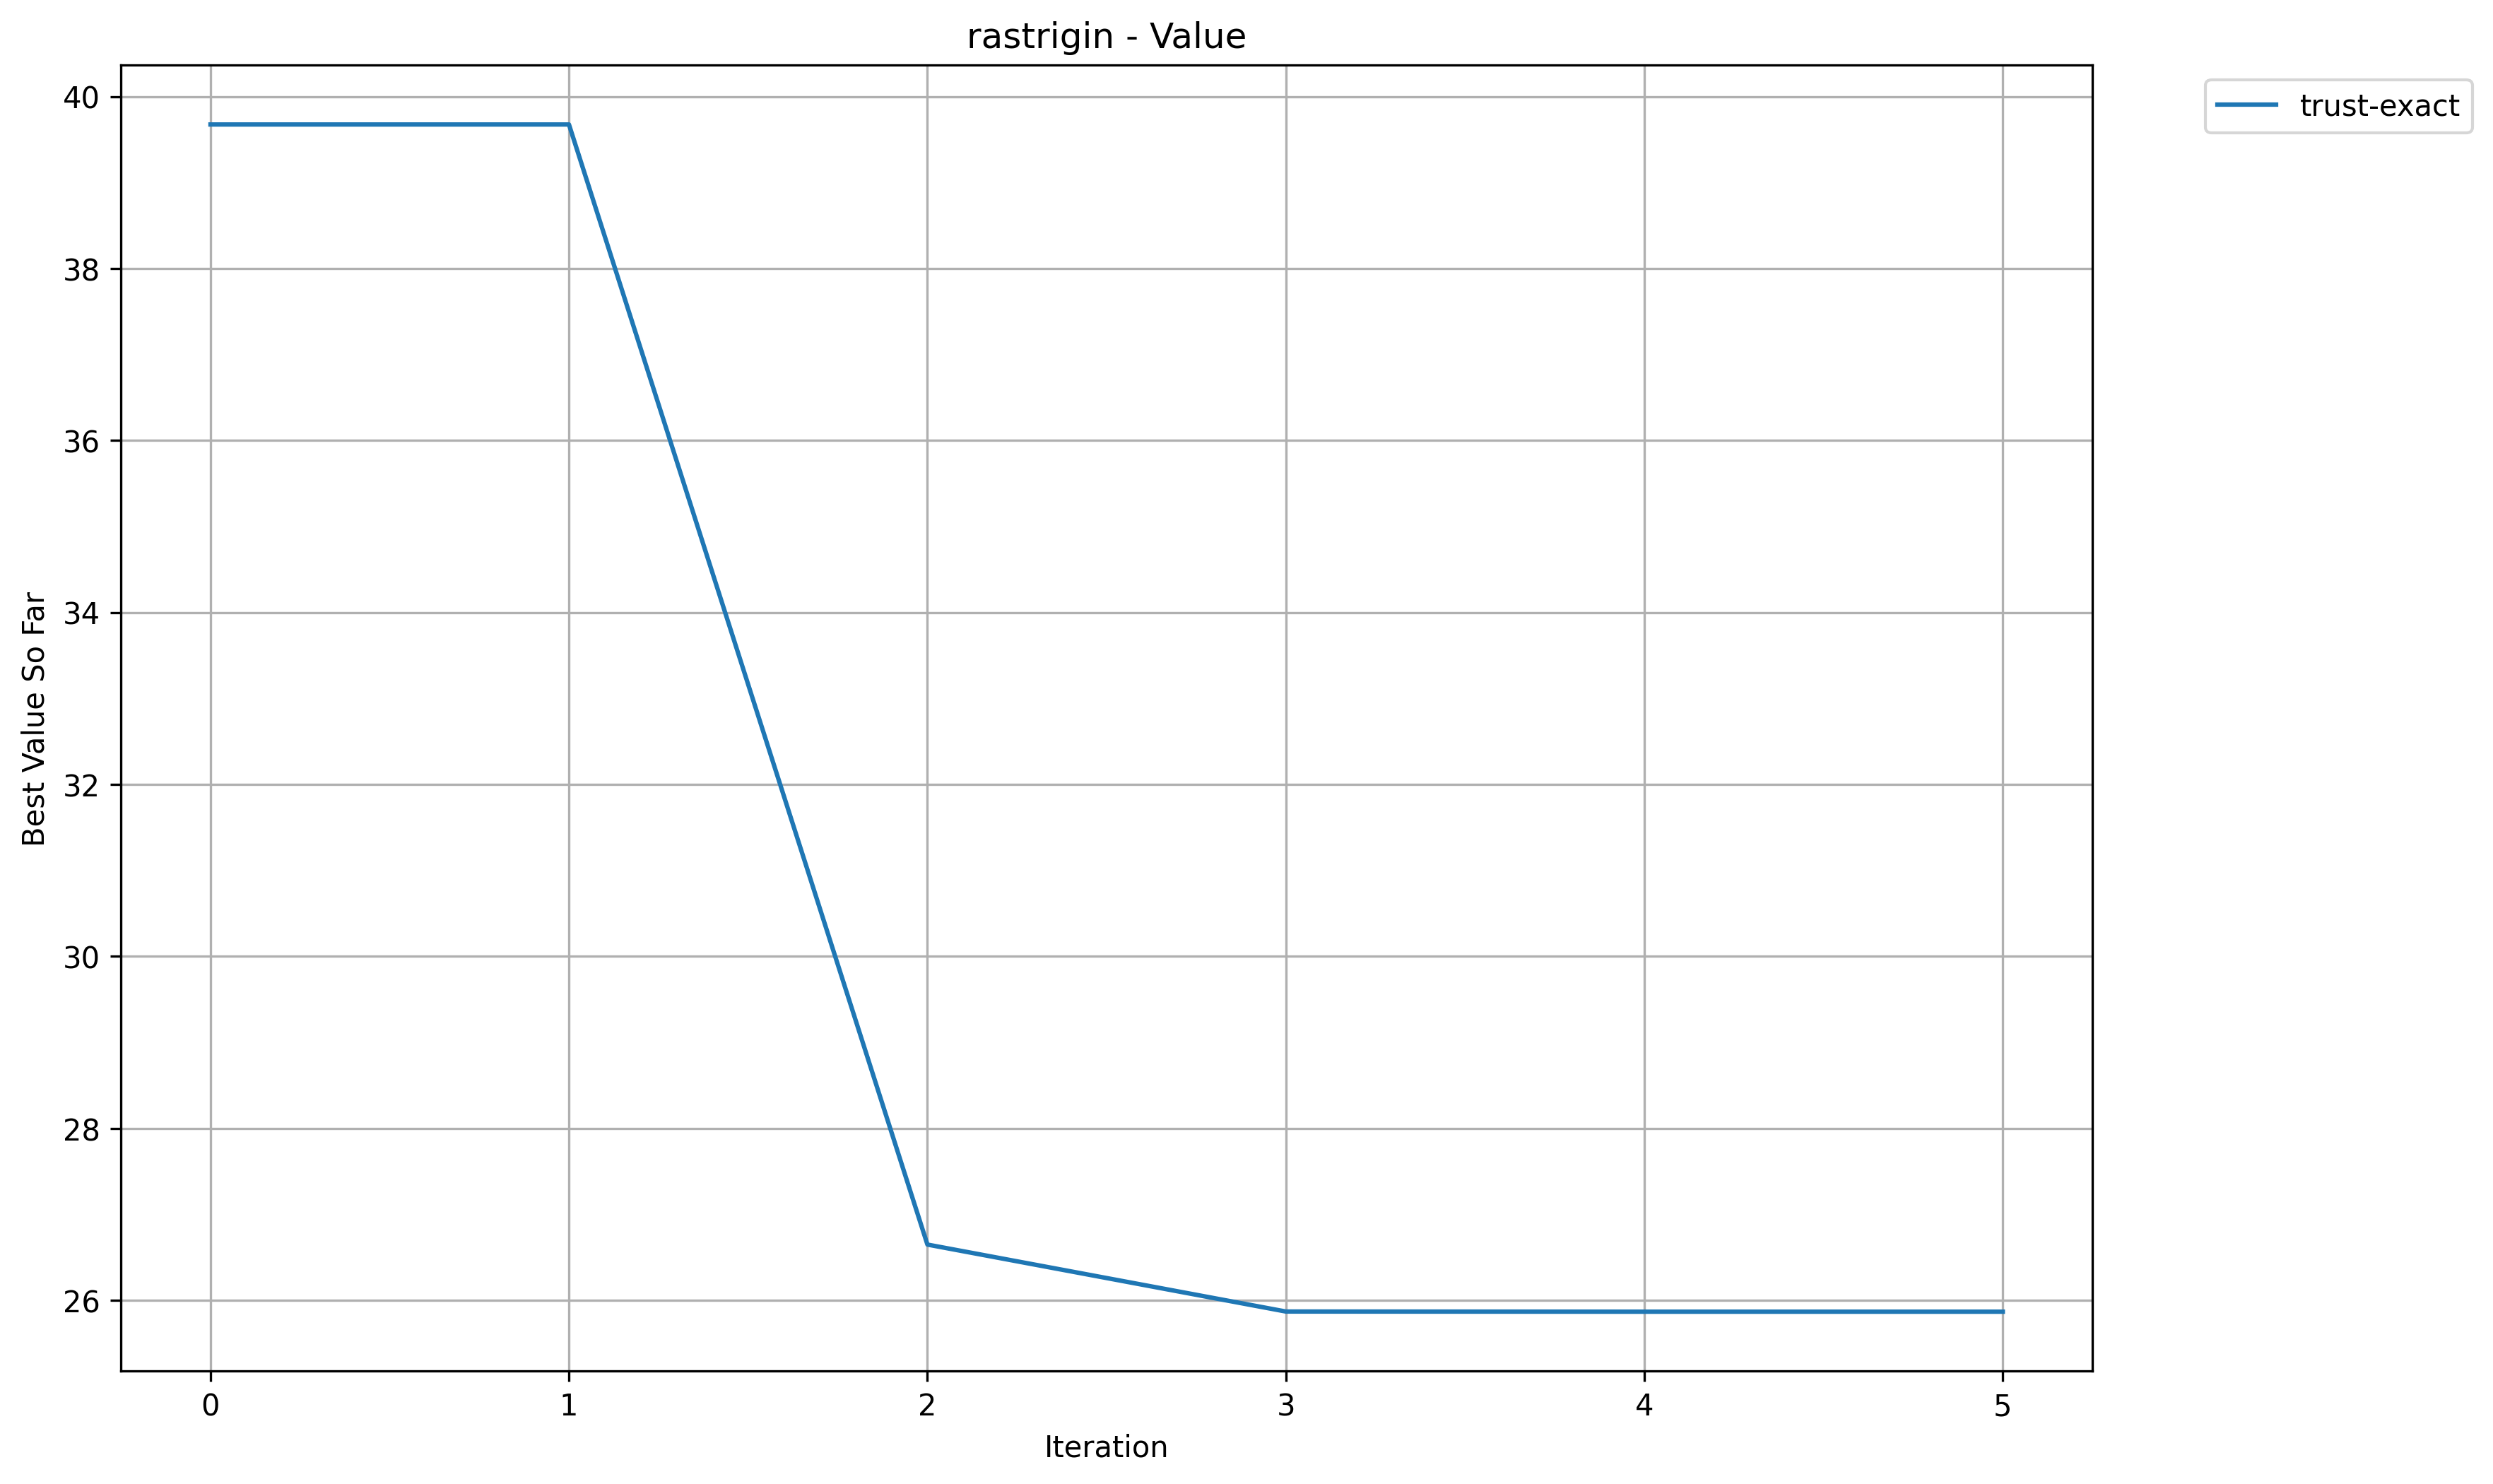 rastrigin - Value
trust-exact
Best Value So Far
40
38
36
34
32
30
28
26
0 1 2 3 4 5
Iteration